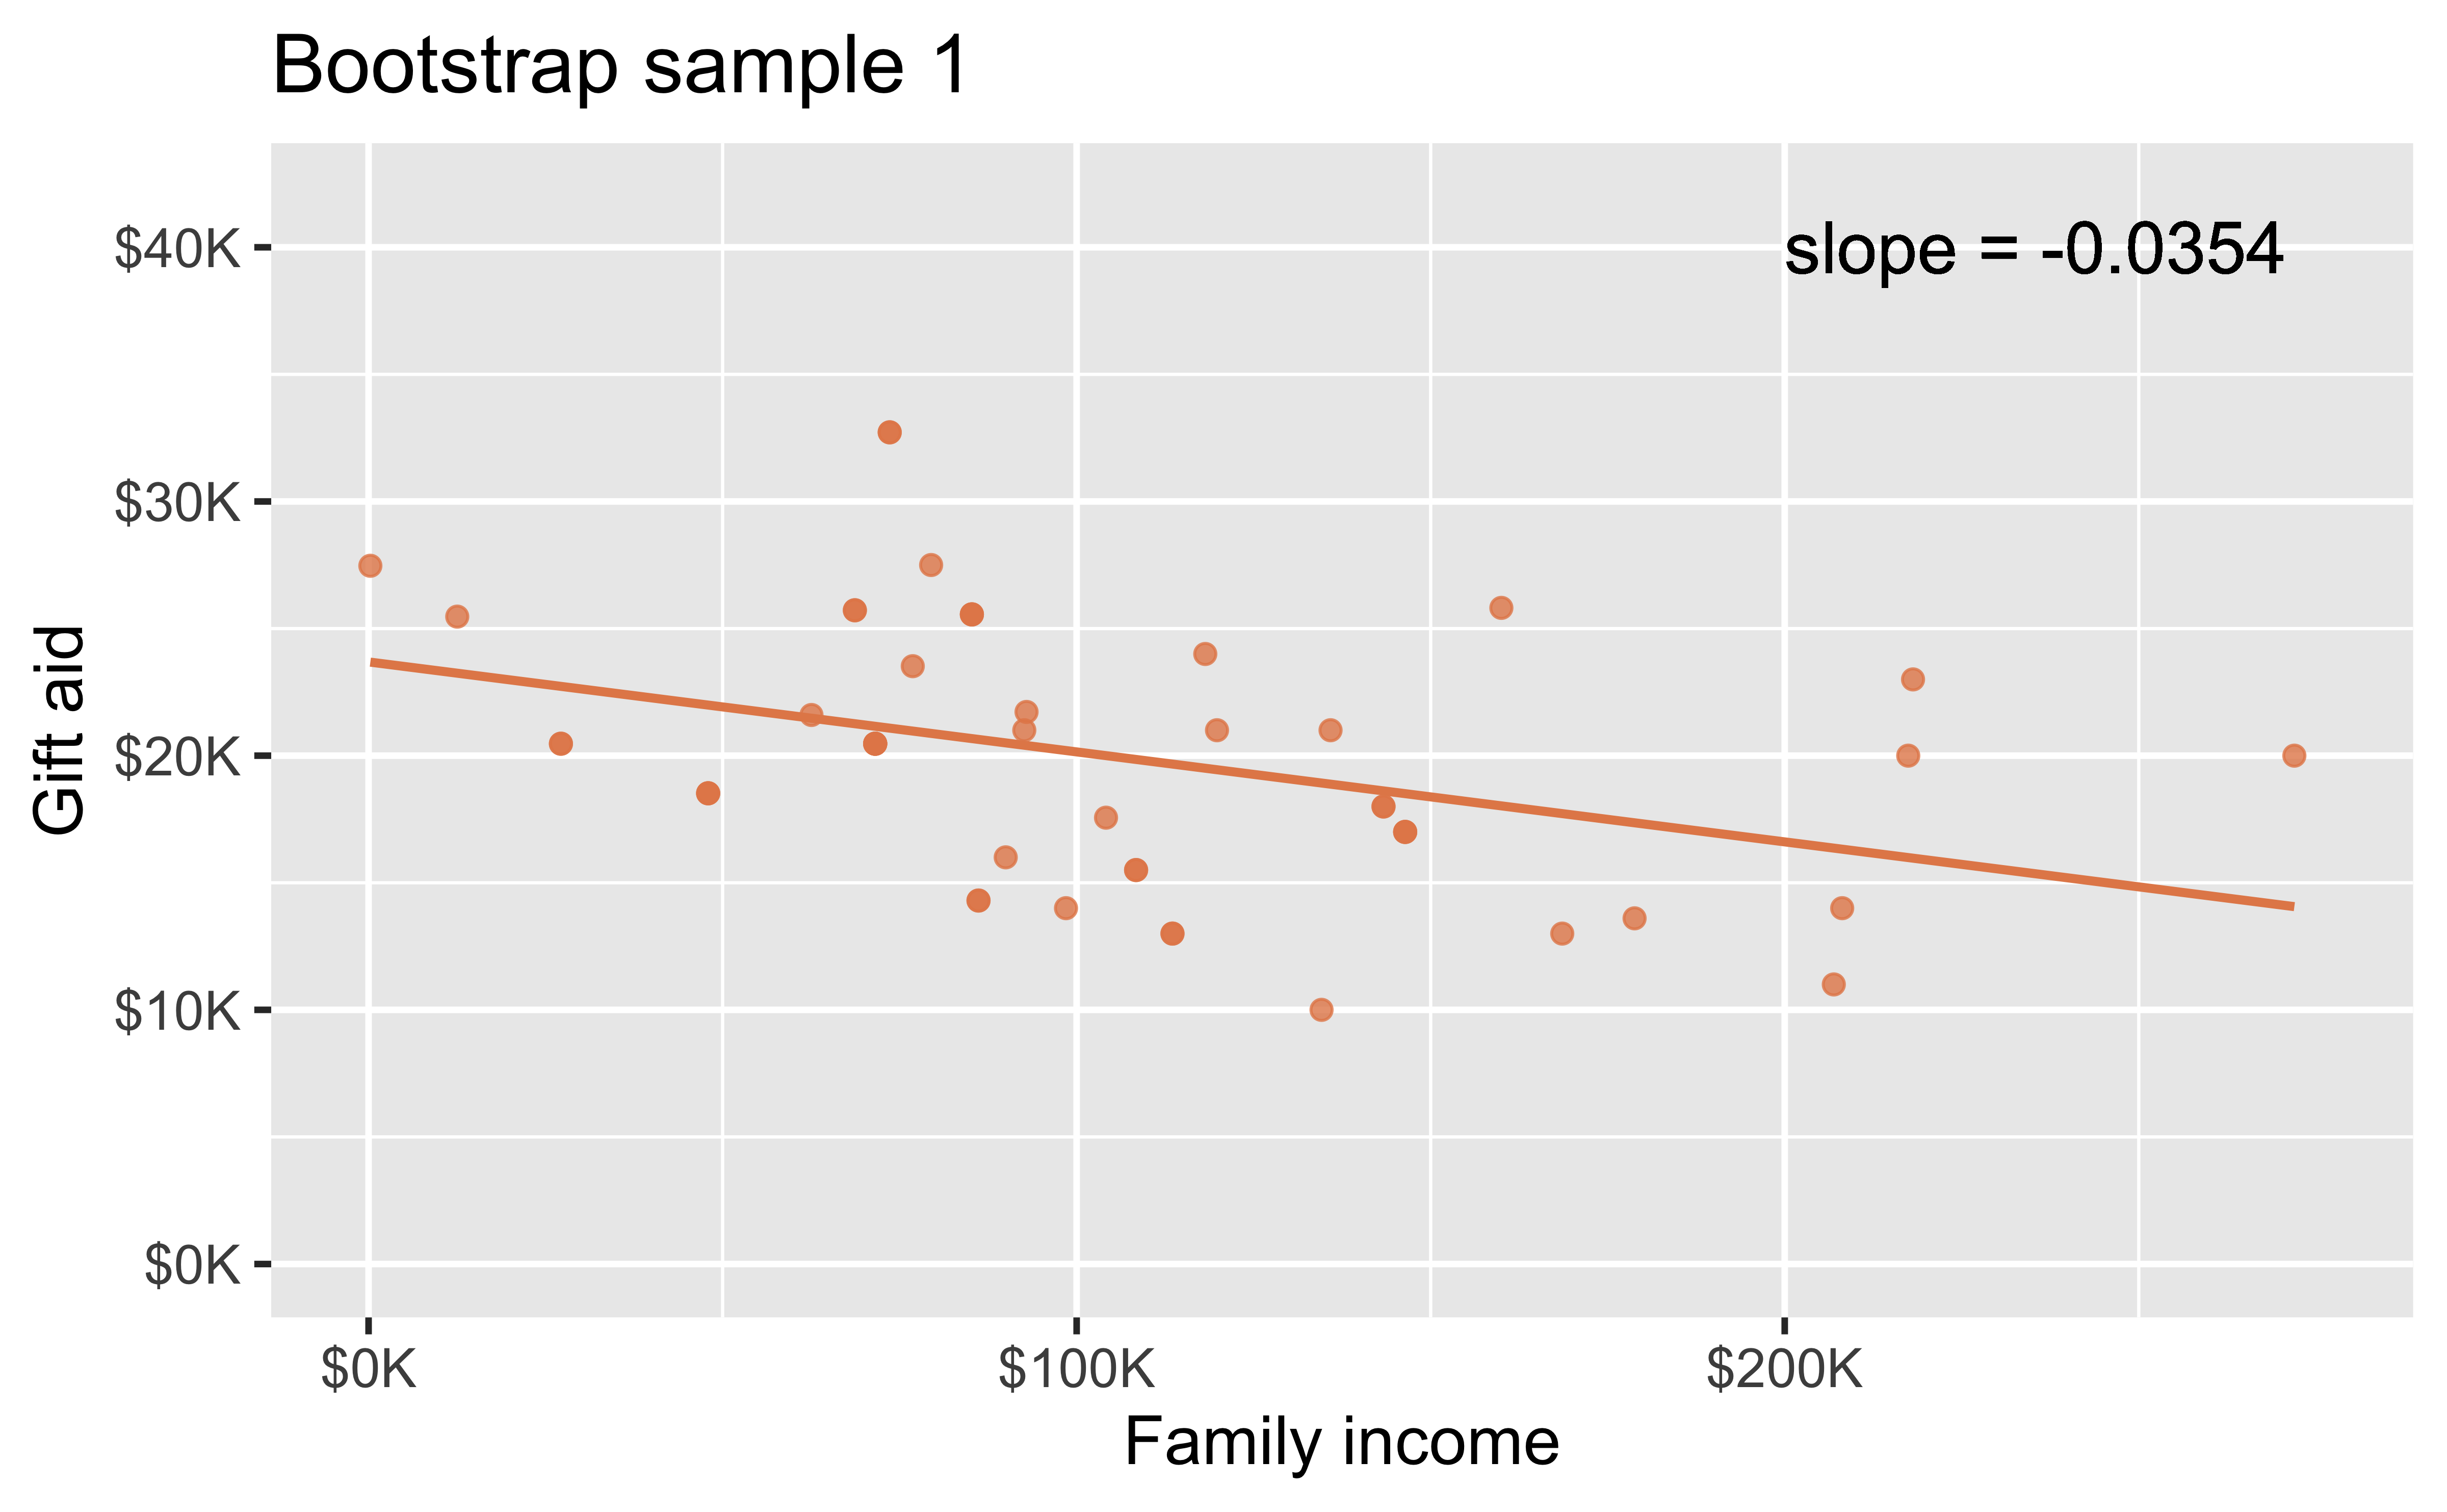 Bootstrap sample 1
slope = -0.0354
$40K
$30K
$20K
$10K
$0K
Gift aid
$0K
$100K
$200K
Family income